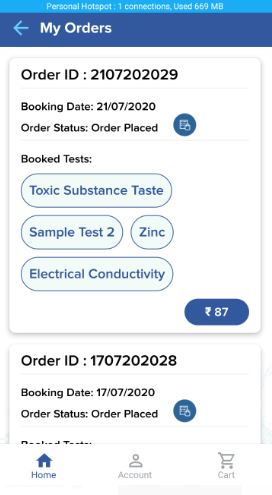 Personal Hotspot : 1 connections, Used 669 MB
My Orders
Order ID : 2107202029
Booking Date: 21/07/2020
Order Status: Order Placed
Booked Tests:
Toxic Substance Taste
Sample Test 2 Zinc
Electrical Conductivity
₹ 87
Order ID : 1707202028
Booking Date: 17/07/2020
Order Status: Order Placed
Booked Tests:
Home Account Cart